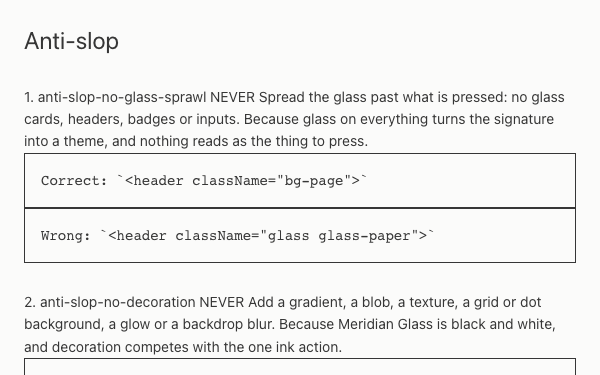 Anti-slop
1. anti-slop-no-glass-sprawl NEVER Spread the glass past what is pressed: no glass
cards, headers, badges or inputs. Because glass on everything turns the signature
into a theme, and nothing reads as the thing to press.
Correct: `<header className="bg-page">`
Wrong: `<header className="glass glass-paper">`
2. anti-slop-no-decoration NEVER Add a gradient, a blob, a texture, a grid or dot
background, a glow or a backdrop blur. Because Meridian Glass is black and white,
and decoration competes with the one ink action.